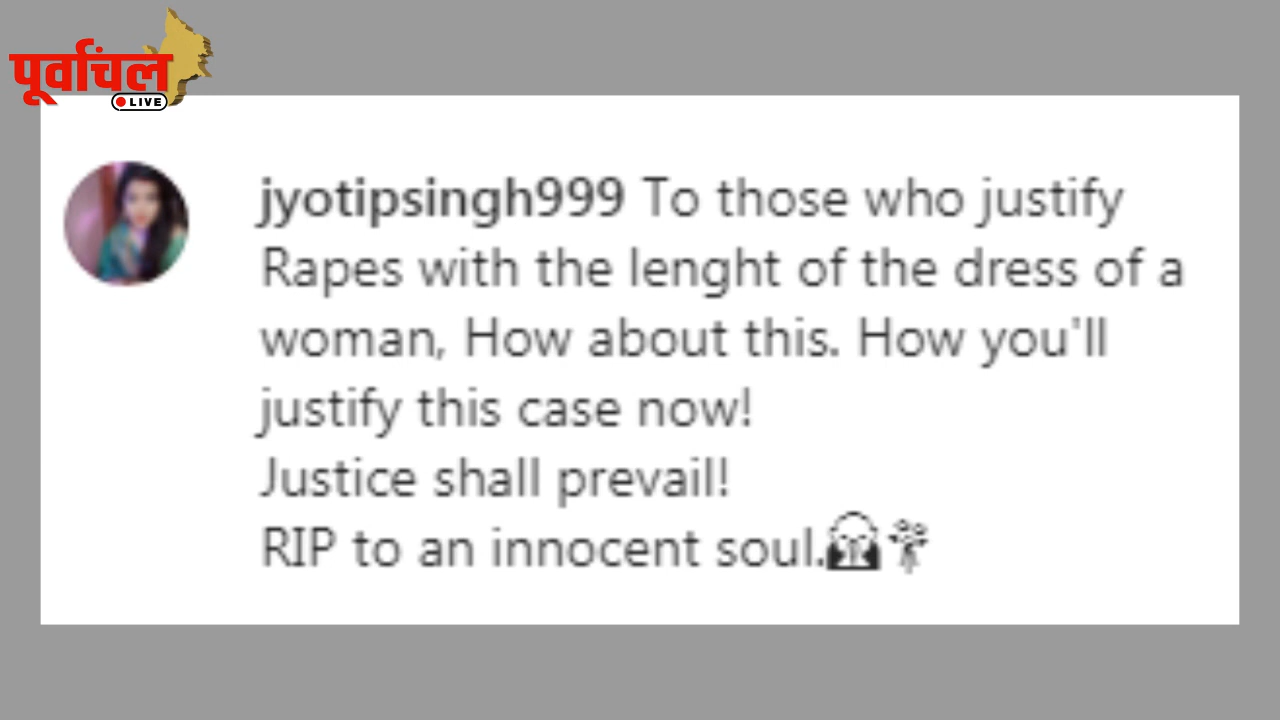 पूर्वांचल
LIVE
jyotipsingh999 To those who justify
Rapes with the lenght of the dress of a
woman, How about this. How you'll
justify this case now!
Justice shall prevail!
RIP to an innocent soul.